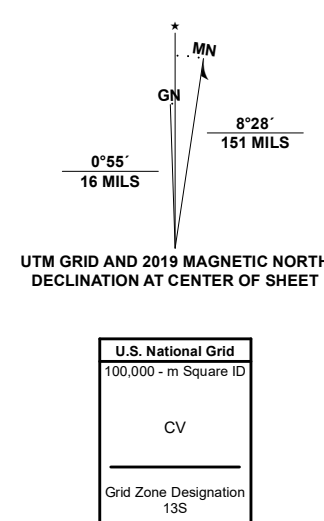 ★
MN
GN
8°28´
151 MILS
0°55´
16 MILS
UTM GRID AND 2019 MAGNETIC NORTH
DECLINATION AT CENTER OF SHEET
U.S. National Grid
100,000 - m Square ID
CV
Grid Zone Designation
13S